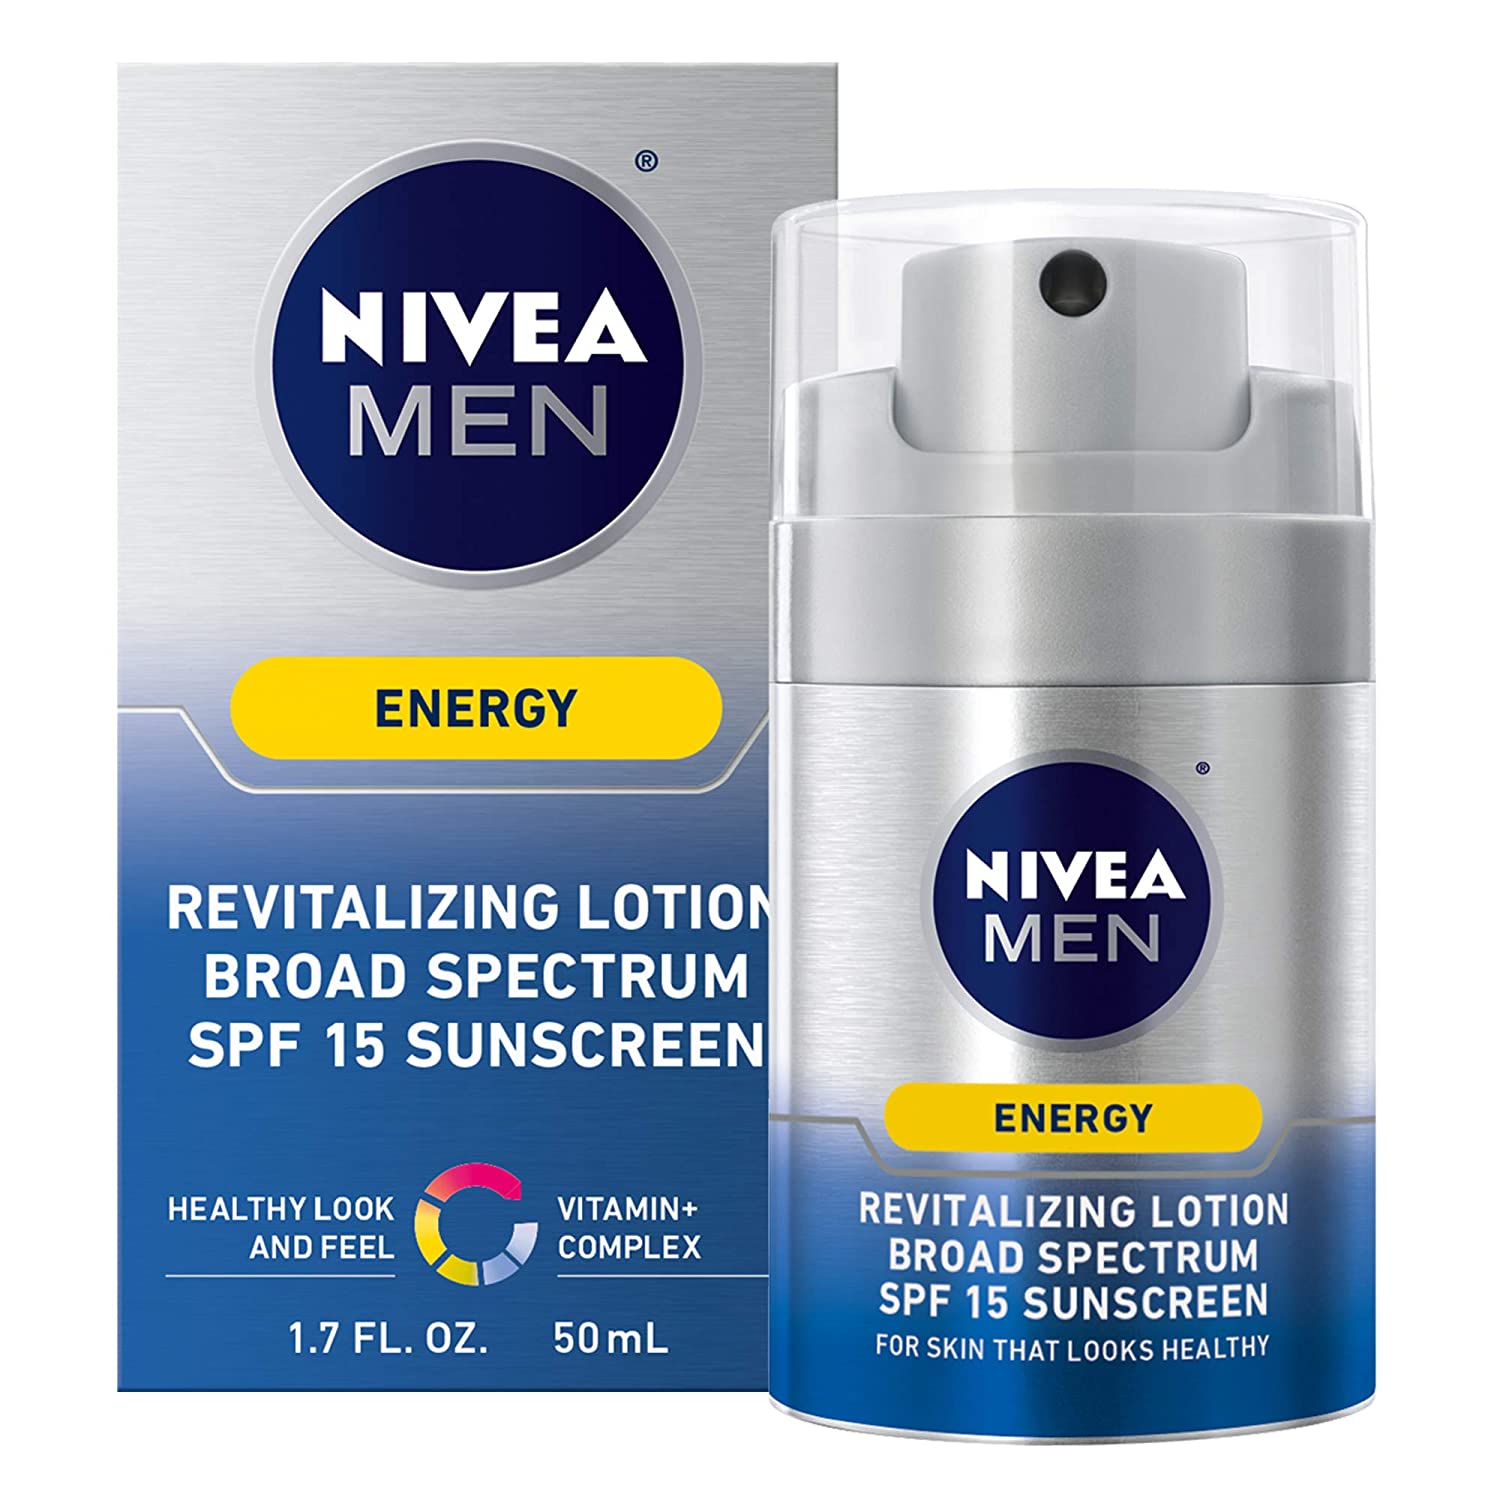 ®
NIVEA
MEN
ENERGY
REVITALIZING LOTION
BROAD SPECTRUM
SPF 15 SUNSCREEN
HEALTHY LOOK
AND FEEL
VITAMIN+
COMPLEX
1.7 FL. OZ. 50 mL
®
NIVEA
MEN
ENERGY
REVITALIZING LOTION
BROAD SPECTRUM
SPF 15 SUNSCREEN
FOR SKIN THAT LOOKS HEALTHY